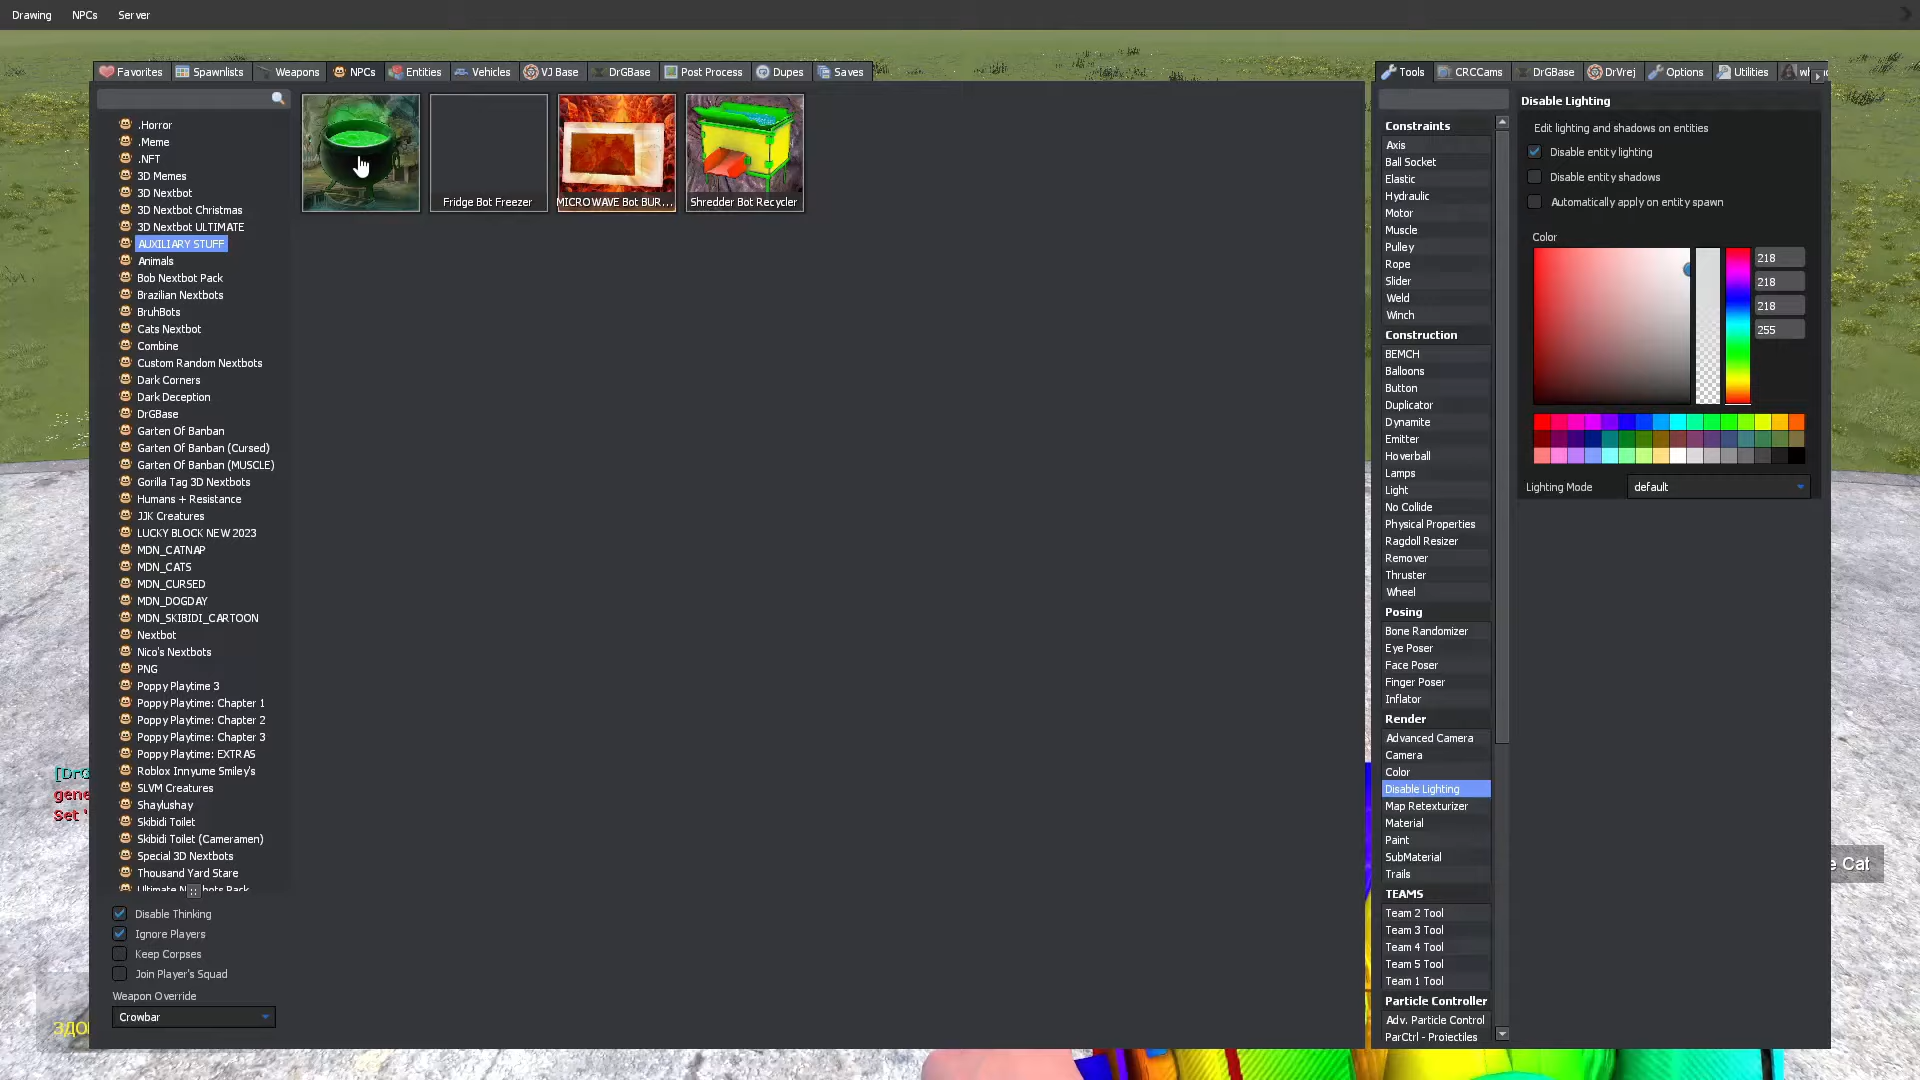 Drawing NPCs Server
Favorites Spawnlists Weapons NPCs Entities Vehicles VJ Base DrGBase Post Process Dupes Saves
.Horror
.Meme
.NFT
3D Memes
3D Nextbot
3D Nextbot Christmas
3D Nextbot ULTIMATE
AUXILIARY STUFF
Animals
Bob Nextbot Pack
Brazilian Nextbots
BruhBots
Cats Nextbot
Combine
Custom Random Nextbots
Dark Corners
Dark Deception
DrGBase
Garten Of Banban
Garten Of Banban (Cursed)
Garten Of Banban (MUSCLE)
Gorilla Tag 3D Nextbots
Humans + Resistance
JJK Creatures
LUCKY BLOCK NEW 2023
MDN_CATNAP
MDN_CATS
MDN_CURSED
MDN_DOGDAY
MDN_SKIBIDI_CARTOON
Nextbot
Nico's Nextbots
PNG
Poppy Playtime 3
Poppy Playtime: Chapter 1
Poppy Playtime: Chapter 2
Poppy Playtime: Chapter 3
Poppy Playtime: EXTRAS
Roblox Innyume Smiley's
SLVM Creatures
Shaylushay
Skibidi Toilet
Skibidi Toilet (Cameramen)
Special 3D Nextbots
Thousand Yard Stare
Disable Thinking
Ignore Players
Keep Corpses
Join Player's Squad
Weapon Override
Crowbar
Fridge Bot Freezer
MICROWAVE Bot BUR...
Shredder Bot Recycler
[DrG
gene
Set '
ЗДО
Tools CRCCams DrGBase DrVrej Options Utilities
Constraints
Axis
Ball Socket
Elastic
Hydraulic
Motor
Muscle
Pulley
Rope
Slider
Weld
Winch
Construction
BEMCH
Balloons
Button
Duplicator
Dynamite
Emitter
Hoverball
Lamps
Light
No Collide
Physical Properties
Ragdoll Resizer
Remover
Thruster
Wheel
Posing
Bone Randomizer
Eye Poser
Face Poser
Finger Poser
Inflator
Render
Advanced Camera
Camera
Color
Disable Lighting
Map Retexturizer
Material
Paint
SubMaterial
Trails
TEAMS
Team 2 Tool
Team 3 Tool
Team 4 Tool
Team 5 Tool
Team 1 Tool
Particle Controller
Adv. Particle Control
ParCtrl - Projectiles
Disable Lighting
Edit lighting and shadows on entities
Disable entity lighting
Disable entity shadows
Automatically apply on entity spawn
Color
218
218
218
255
Lighting Mode default
e Cat